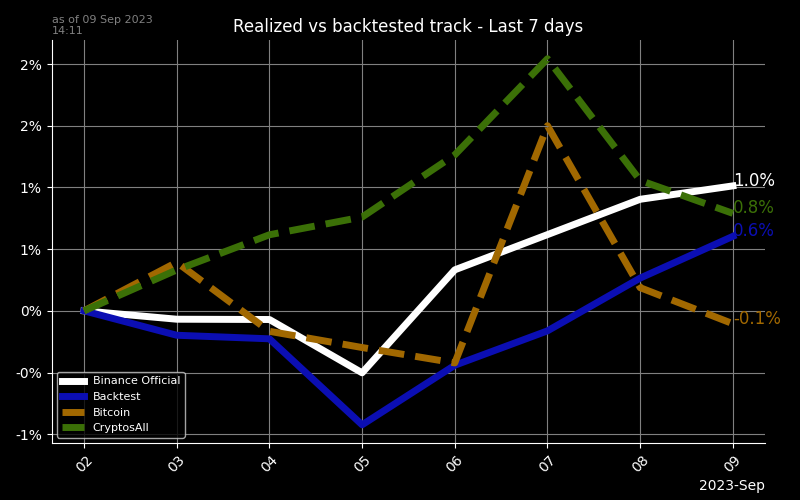 as of 09 Sep 2023
14:11
Realized vs backtested track - Last 7 days
2%
2%
1%
1%
0%
-0%
-1%
1.0%
0.8%
0.6%
-0.1%
Binance Official
Backtest
Bitcoin
CryptosAll
02
03
04
05
06
07
08
09
2023-Sep